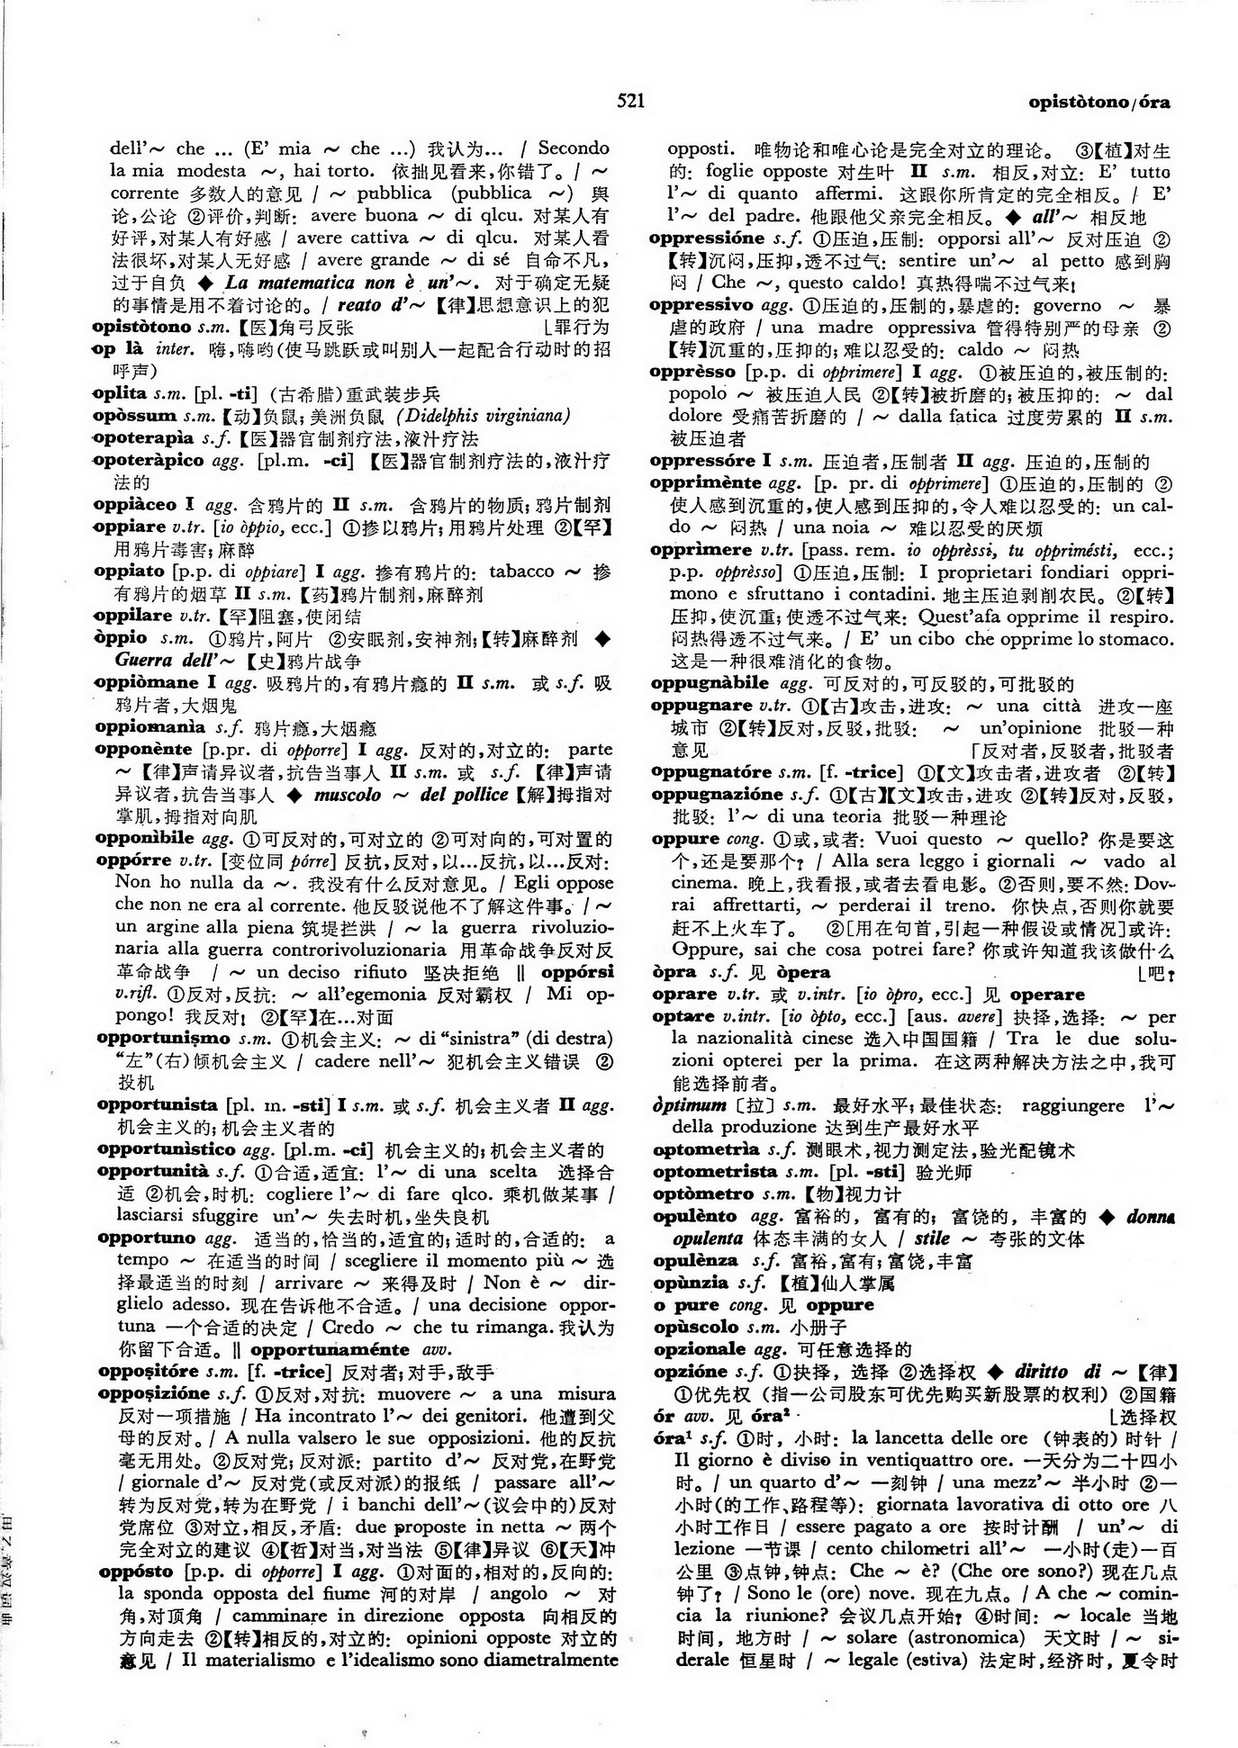 521
opistòtono/óra
dell'～ che … (E' mia ～ che …) 我认为… / Secondo
la mia modesta ～, hai torto. 依拙见看来,你错了。/ ～
corrente 多数人的意见 / ～ pubblica (pubblica ～) 舆
论,公论 ②评价,判断: avere buona ～ di qlcu. 对某人有
好评,对某人有好感 / avere cattiva ～ di qlcu. 对某人看
法很坏,对某人无好感 / avere grande ～ di sé 自命不凡,
过于自负 ◆ La matematica non è un'～. 对于确定无疑
的事情是用不着讨论的。/ reato d'～【律】思想意识上的犯
opistòtono s.m.【医】角弓反张 ⌊罪行为
op là inter. 嗨,嗨哟(使马跳跃或叫别人一起配合行动时的招
呼声)
oplita s.m. [pl. -ti] (古希腊)重武装步兵
opòssum s.m.【动】负鼠; 美洲负鼠 (Didelphis virginiana)
opoterapìa s.f.【医】器官制剂疗法,液汁疗法
opoteràpico agg. [pl.m. -ci]【医】器官制剂疗法的,液汁疗
法的
oppiàceo I agg. 含鸦片的 II s.m. 含鸦片的物质; 鸦片制剂
oppiare v.tr. [io òppio, ecc.] ①掺以鸦片; 用鸦片处理 ②【罕】
用鸦片毒害; 麻醉
oppiato [p.p. di oppiare] I agg. 掺有鸦片的: tabacco ～ 掺
有鸦片的烟草 II s.m.【药】鸦片制剂,麻醉剂
oppilare v.tr.【罕】阻塞,使闭结
òppio s.m. ①鸦片,阿片 ②安眠剂,安神剂;【转】麻醉剂 ◆
Guerra dell'～【史】鸦片战争
oppiòmane I agg. 吸鸦片的,有鸦片瘾的 II s.m. 或 s.f. 吸
鸦片者,大烟鬼
oppiomanìa s.f. 鸦片瘾,大烟瘾
opponènte [p.pr. di opporre] I agg. 反对的,对立的: parte
～【律】声请异议者,抗告当事人 II s.m. 或 s.f.【律】声请
异议者,抗告当事人 ◆ muscolo ～ del pollice【解】拇指对
掌肌,拇指对向肌
opponìbile agg. ①可反对的,可对立的 ②可对向的,可对置的
oppórre v.tr. [变位同 pórre] 反抗,反对,以…反抗,以…反对:
Non ho nulla da ～. 我没有什么反对意见。/ Egli oppose
che non ne era al corrente. 他反驳说他不了解这件事。/ ～
un argine alla piena 筑堤拦洪 / ～ la guerra rivoluzio-
naria alla guerra controrivoluzionaria 用革命战争反对反
革命战争 / ～ un deciso rifiuto 坚决拒绝 ‖ oppórsi
v.rifl. ①反对,反抗: ～ all'egemonia 反对霸权 / Mi op-
pongo! 我反对! ②【罕】在…对面
opportunişmo s.m. ①机会主义: ～ di “sinistra” (di destra)
“左”(右)倾机会主义 / cadere nell'～ 犯机会主义错误 ②
投机
opportunista [pl. m. -sti] I s.m. 或 s.f. 机会主义者 II agg.
机会主义的; 机会主义者的
opportunìstico agg. [pl.m. -ci] 机会主义的; 机会主义者的
opportunità s.f. ①合适,适宜: l'～ di una scelta 选择合
适 ②机会,时机: cogliere l'～ di fare qlco. 乘机做某事 /
lasciarsi sfuggire un'～ 失去时机,坐失良机
opportuno agg. 适当的,恰当的,适宜的; 适时的,合适的: a
tempo ～ 在适当的时间 / scegliere il momento più ～ 选
择最适当的时刻 / arrivare ～ 来得及时 / Non è ～ dir-
glielo adesso. 现在告诉他不合适。/ una decisione oppor-
tuna 一个合适的决定 / Credo ～ che tu rimanga. 我认为
你留下合适。‖ opportunaménte avv.
oppoşitóre s.m. [f. -trice] 反对者; 对手,敌手
oppoşizióne s.f. ①反对,对抗: muovere ～ a una misura
反对一项措施 / Ha incontrato l'～ dei genitori. 他遭到父
母的反对。/ A nulla valsero le sue opposizioni. 他的反抗
毫无用处。②反对党; 反对派: partito d'～ 反对党,在野党
/ giornale d'～ 反对党(或反对派)的报纸 / passare all'～
转为反对党,转为在野党 / i banchi dell'～(议会中的)反对
党席位 ③对立,相反,矛盾: due proposte in netta ～ 两个
完全对立的建议 ④【哲】对当,对当法 ⑤【律】异议 ⑥【天】冲
oppósto [p.p. di opporre] I agg. ①对面的,相对的,反向的:
la sponda opposta del fiume 河的对岸 / angolo ～ 对
角,对顶角 / camminare in direzione opposta 向相反的
方向走去 ②【转】相反的,对立的: opinioni opposte 对立的
意见 / Il materialismo e l'idealismo sono diametralmente
opposti. 唯物论和唯心论是完全对立的理论。 ③【植】对生
的: foglie opposte 对生叶 II s.m. 相反,对立: E' tutto
l'～ di quanto affermi. 这跟你所肯定的完全相反。/ E'
l'～ del padre. 他跟他父亲完全相反。◆ all'～ 相反地
oppressióne s.f. ①压迫,压制: opporsi all'～ 反对压迫 ②
【转】沉闷,压抑,透不过气: sentire un'～ al petto 感到胸
闷 / Che ～, questo caldo! 真热得喘不过气来!
oppressivo agg. ①压迫的,压制的,暴虐的: governo ～ 暴
虐的政府 / una madre oppressiva 管得特别严的母亲 ②
【转】沉重的,压抑的; 难以忍受的: caldo ～ 闷热
opprèsso [p.p. di opprimere] I agg. ①被压迫的,被压制的:
popolo ～ 被压迫人民 ②【转】被折磨的; 被压抑的: ～ dal
dolore 受痛苦折磨的 / ～ dalla fatica 过度劳累的 II s.m.
被压迫者
oppressóre I s.m. 压迫者,压制者 II agg. 压迫的,压制的
opprimènte agg. [p. pr. di opprimere] ①压迫的,压制的 ②
使人感到沉重的,使人感到压抑的,令人难以忍受的: un cal-
do ～ 闷热 / una noia ～ 难以忍受的厌烦
opprìmere v.tr. [pass. rem. io opprèssi, tu opprimésti, ecc.;
p.p. opprèsso] ①压迫,压制: I proprietari fondiari oppri-
mono e sfruttano i contadini. 地主压迫剥削农民。②【转】
压抑,使沉重; 使透不过气来: Quest'afa opprime il respiro.
闷热得透不过气来。/ E' un cibo che opprime lo stomaco.
这是一种很难消化的食物。
oppugnàbile agg. 可反对的,可反驳的,可批驳的
oppugnare v.tr. ①【古】攻击,进攻: ～ una città 进攻一座
城市 ②【转】反对,反驳,批驳: ～ un'opinione 批驳一种
意见 ⌈反对者,反驳者,批驳者
oppugnatóre s.m. [f. -trice] ①【文】攻击者,进攻者 ②【转】
oppugnazióne s.f. ①【古】【文】攻击,进攻 ②【转】反对,反驳,
批驳: l'～ di una teoria 批驳一种理论
oppure cong. ①或,或者: Vuoi questo ～ quello? 你是要这
个,还是要那个? / Alla sera leggo i giornali ～ vado al
cinema. 晚上,我看报,或者去看电影。②否则,要不然: Dov-
rai affrettarti, ～ perderai il treno. 你快点,否则你就要
赶不上火车了。 ②[用在句首,引起一种假设或情况]或许:
Oppure, sai che cosa potrei fare? 你或许知道我该做什么
òpra s.f. 见 òpera ⌊吧?
oprare v.tr. 或 v.intr. [io òpro, ecc.] 见 operare
optare v.intr. [io òpto, ecc.] [aus. avere] 抉择,选择: ～ per
la nazionalità cinese 选入中国国籍 / Tra le due solu-
zioni opterei per la prima. 在这两种解决方法之中,我可
能选择前者。
òptimum〔拉〕s.m. 最好水平; 最佳状态: raggiungere l'～
della produzione 达到生产最好水平
optometrìa s.f. 测眼术,视力测定法,验光配镜术
optometrista s.m. [pl. -sti] 验光师
optòmetro s.m.【物】视力计
opulènto agg. 富裕的, 富有的; 富饶的, 丰富的 ◆ donna
opulenta 体态丰满的女人 / stile ～ 夸张的文体
opulènza s.f. 富裕,富有; 富饶,丰富
opùnzia s.f.【植】仙人掌属
o pure cong. 见 oppure
opùscolo s.m. 小册子
opzionale agg. 可任意选择的
opzióne s.f. ①抉择, 选择 ②选择权 ◆ diritto di ～【律】
①优先权 (指一公司股东可优先购买新股票的权利) ②国籍
ór avv. 见 óra² ⌊选择权
óra¹ s.f. ①时, 小时: la lancetta delle ore (钟表的) 时针 /
Il giorno è diviso in ventiquattro ore. 一天分为二十四小
时。/ un quarto d'～ 一刻钟 / una mezz'～ 半小时 ②一
小时(的工作、路程等): giornata lavorativa di otto ore 八
小时工作日 / essere pagato a ore 按时计酬 / un'～ di
lezione 一节课 / cento chilometri all'～ 一小时(走)一百
公里 ③点钟,钟点: Che ～ è? (Che ore sono?) 现在几点
钟了? / Sono le (ore) nove. 现在九点。/ A che ～ comin-
cia la riunione? 会议几点开始? ④时间: ～ locale 当地
时间, 地方时 / ～ solare (astronomica) 天文时 / ～ si-
derale 恒星时 / ～ legale (estiva) 法定时,经济时, 夏令时